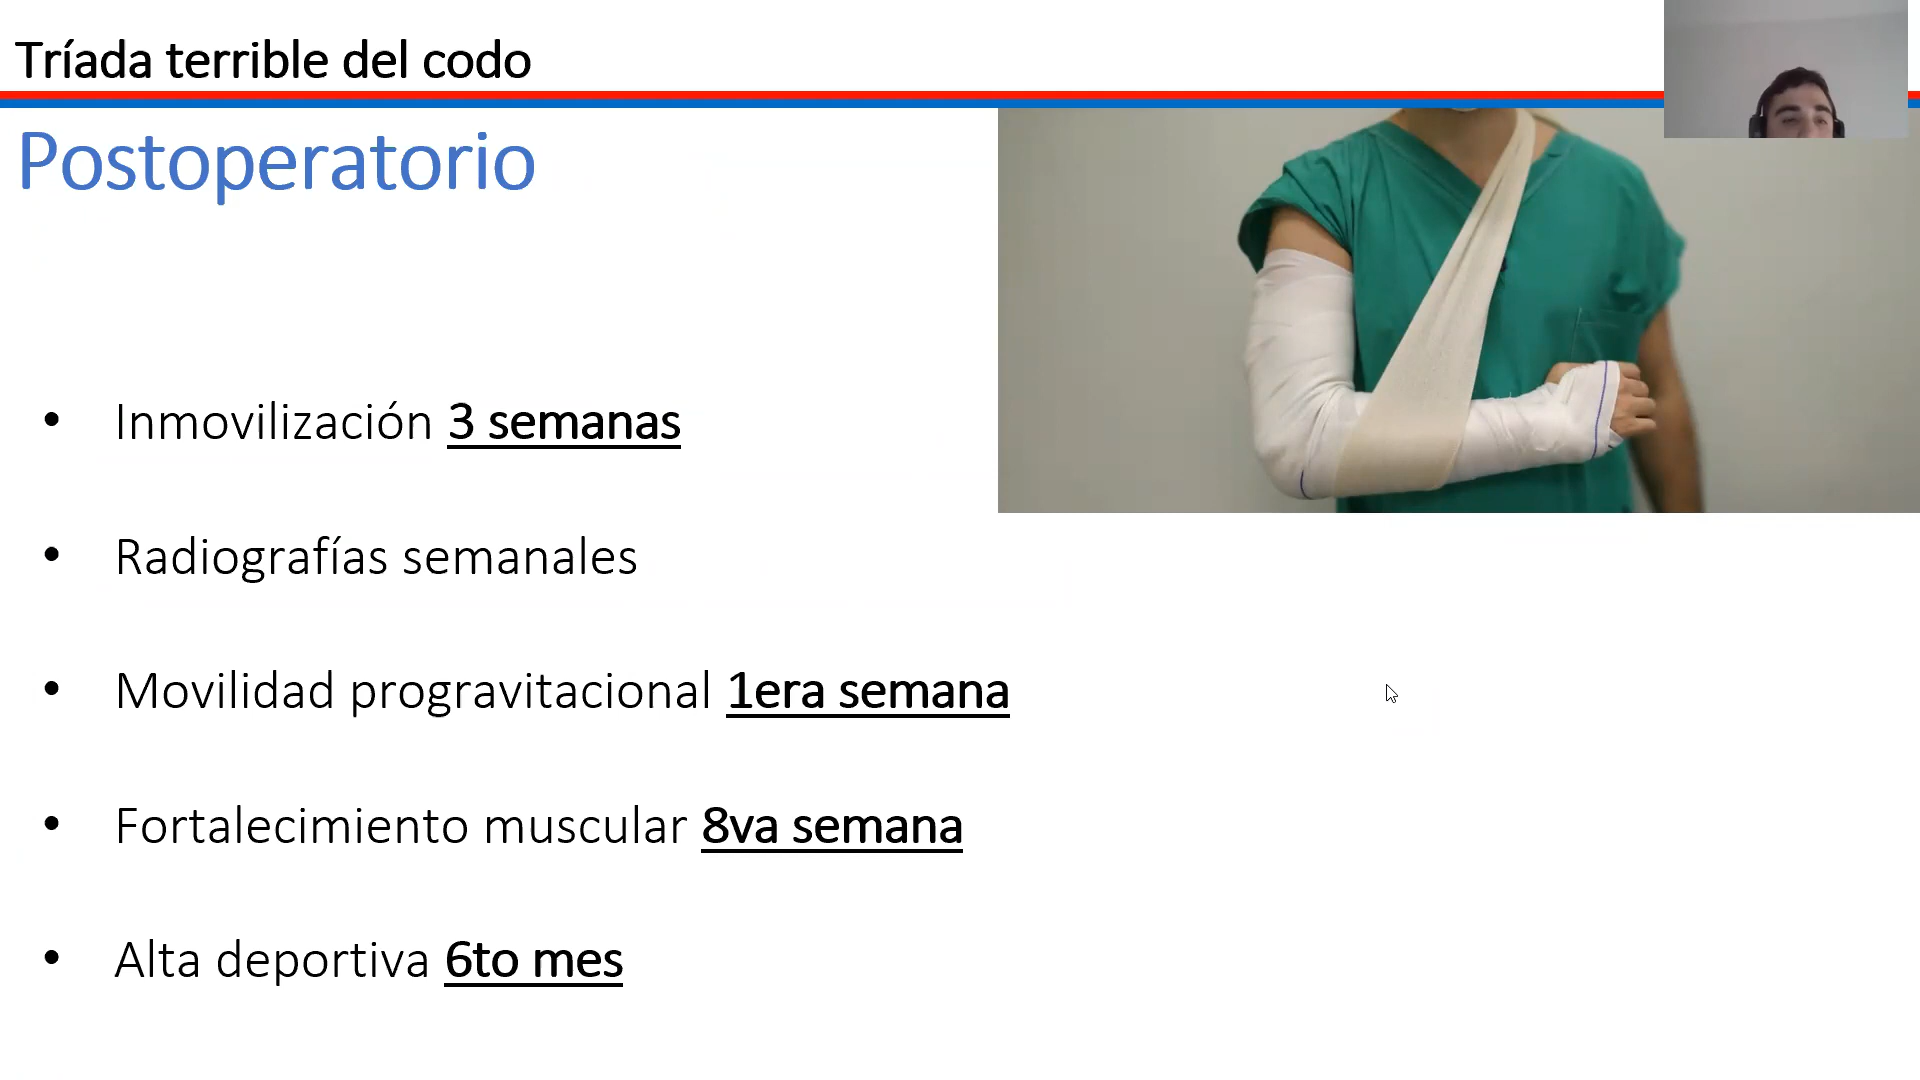 Tríada terrible del codo
Postoperatorio
• Inmovilización 3 semanas
• Radiografías semanales
• Movilidad progravitacional 1era semana
• Fortalecimiento muscular 8va semana
• Alta deportiva 6to mes